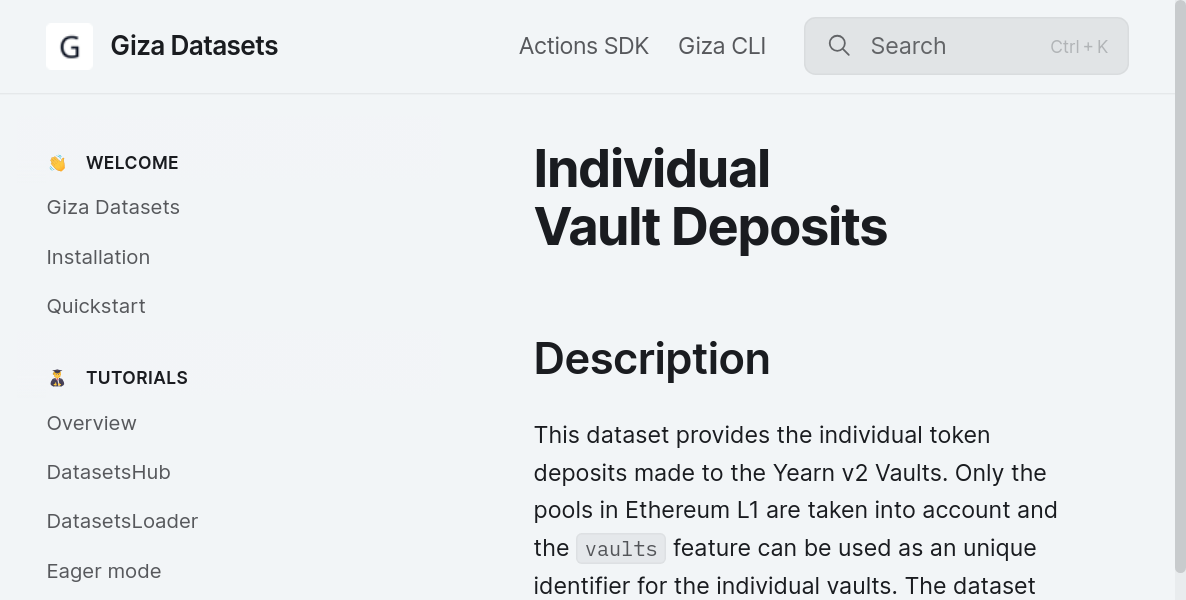 G Giza Datasets Actions SDK Giza CLI Search Ctrl + K
WELCOME
Giza Datasets
Installation
Quickstart
TUTORIALS
Overview
DatasetsHub
DatasetsLoader
Eager mode
Individual
Vault Deposits
Description
This dataset provides the individual token
deposits made to the Yearn v2 Vaults. Only the
pools in Ethereum L1 are taken into account and
the vaults feature can be used as an unique
identifier for the individual vaults. The dataset